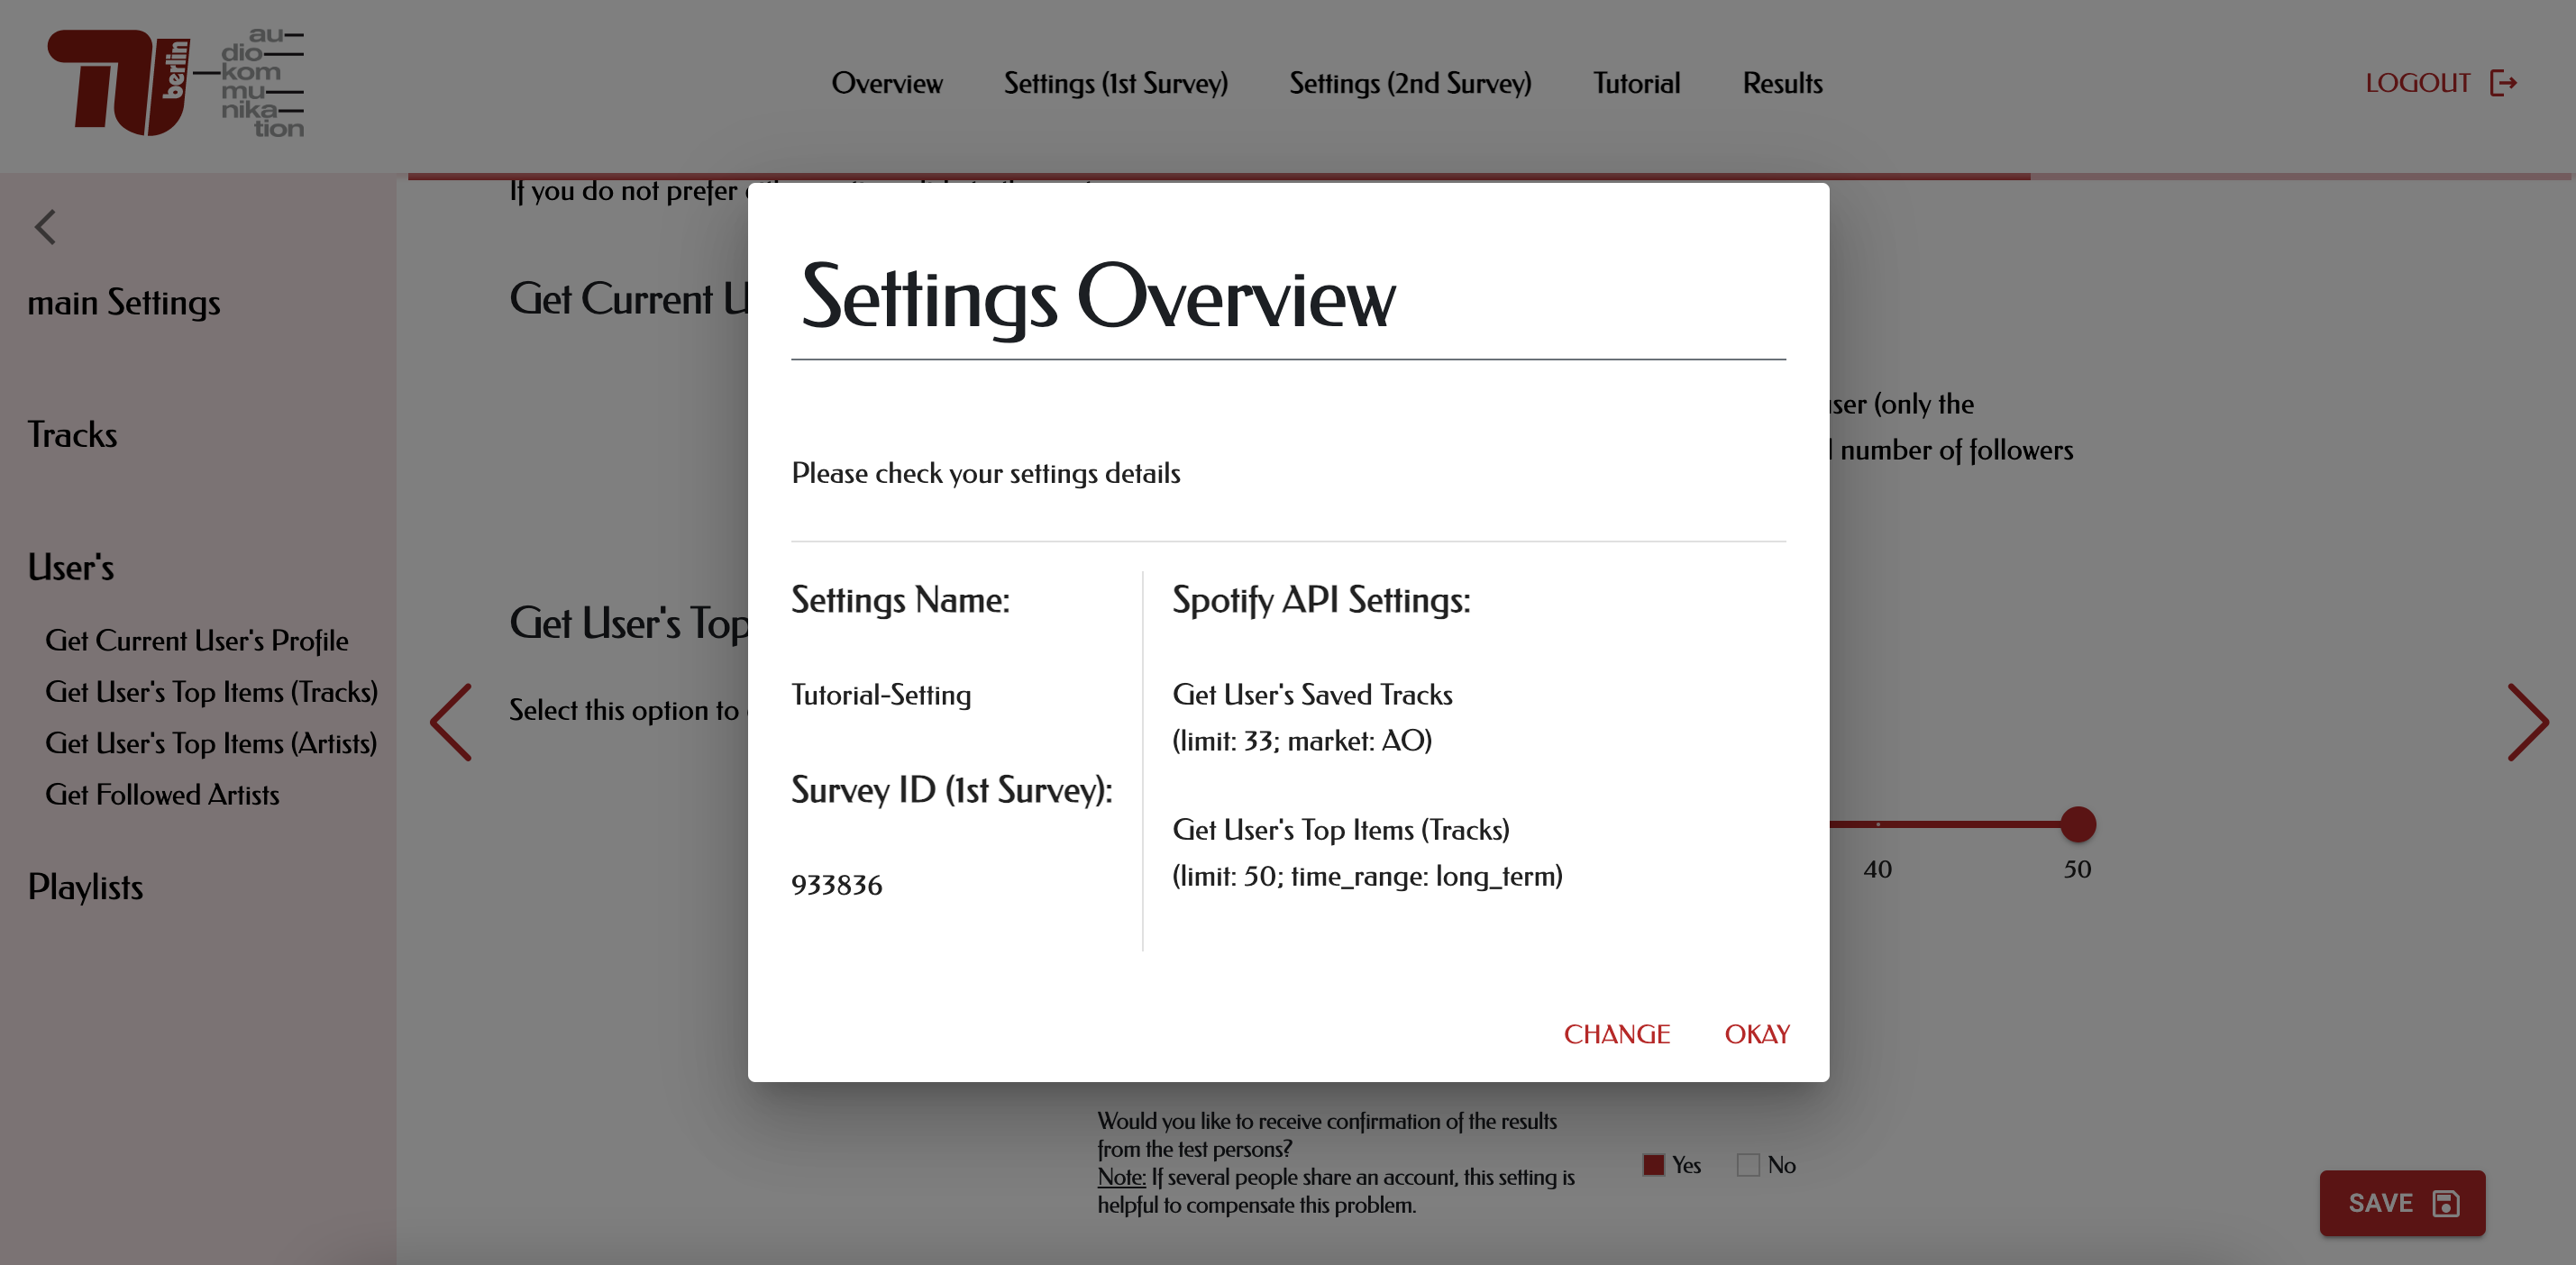 berlin
au
dio
kom
mu
nika
tion
Overview
Settings (1st Survey)
Settings (2nd Survey)
Tutorial
Results
LOGOUT
main Settings
Tracks
User's
Get Current User's Profile
Get User's Top Items (Tracks)
Get User's Top Items (Artists)
Get Followed Artists
Playlists
If you do not prefer
Get Current U
user (only the
number of followers
Get User's Top
Select this option to
40
50
Settings Overview
Please check your settings details
Settings Name:
Tutorial-Setting
Survey ID (1st Survey):
933836
Spotify API Settings:
Get User's Saved Tracks
(limit: 33; market: AO)
Get User's Top Items (Tracks)
(limit: 50; time_range: long_term)
CHANGE
OKAY
Would you like to receive confirmation of the results
from the test persons?
Note: If several people share an account, this setting is
helpful to compensate this problem.
Yes
No
SAVE